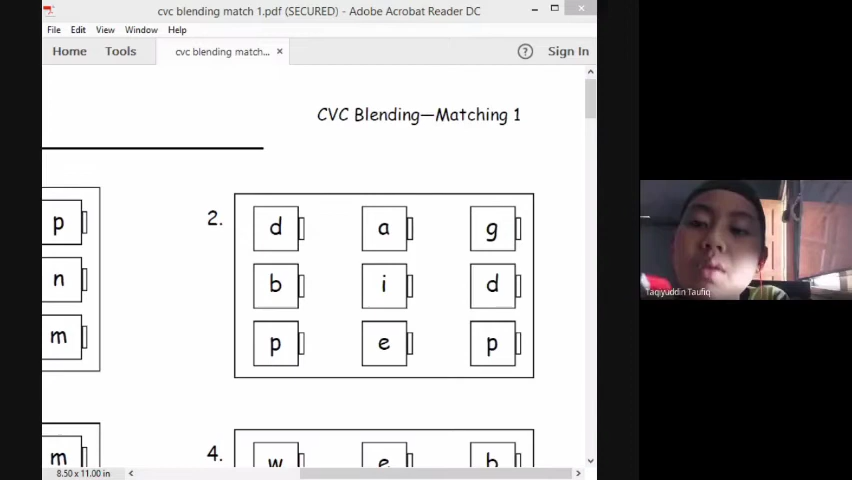 cvc blending match 1.pdf (SECURED) - Adobe Acrobat Reader DC
File Edit View Window Help
Home Tools cvc blending match... × ? Sign In
CVC Blending—Matching 1
2.
p d a g
n b i d
m p e p
4.
m w e b
8.50 x 11.00 in
Taqiyuddin Taufiq